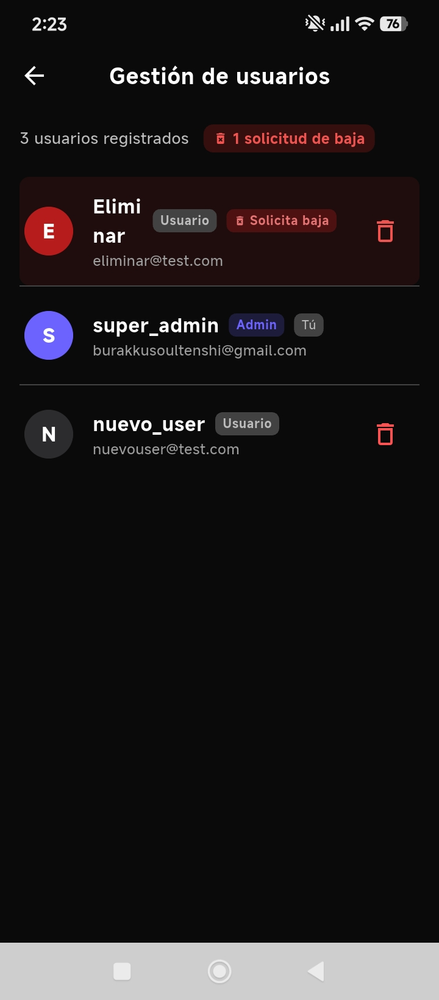 2:23
76
Gestión de usuarios
3 usuarios registrados 1 solicitud de baja
E
Elimi
nar
Usuario Solicita baja
eliminar@test.com
S
super_admin Admin Tú
burakkusoultenshi@gmail.com
N
nuevo_user Usuario
nuevouser@test.com